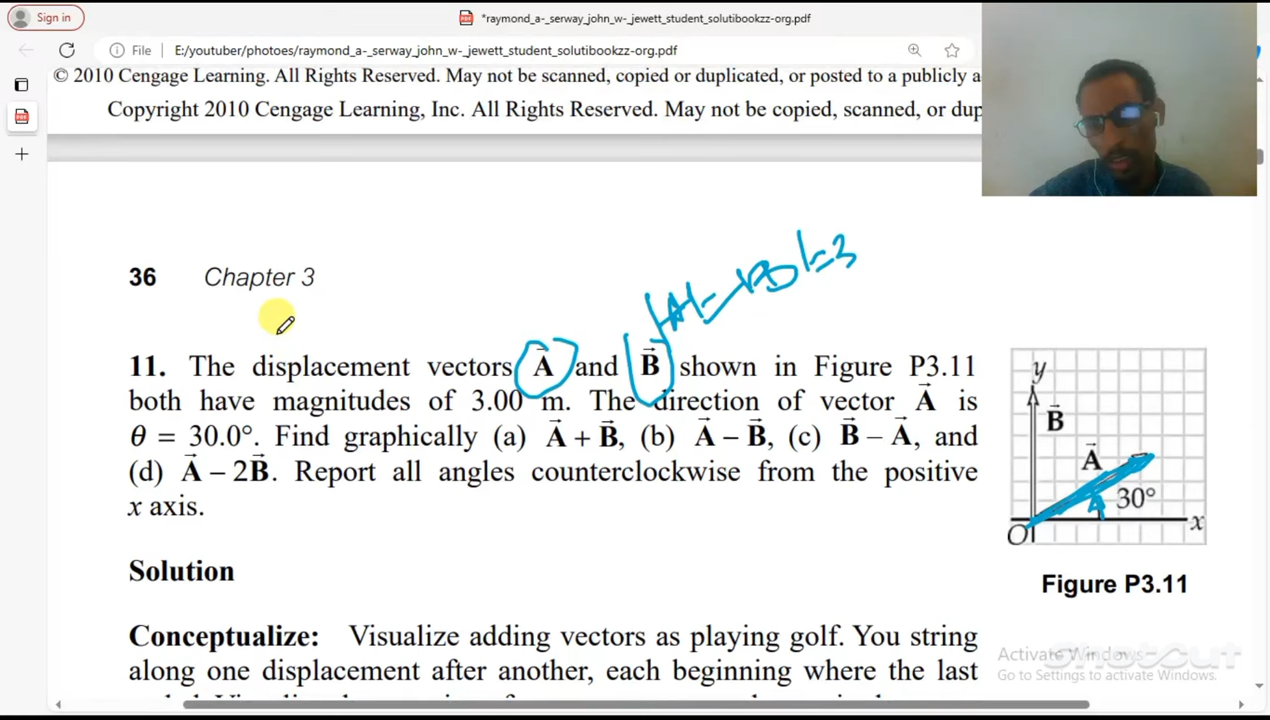 Sign in
*raymond_a-_serway_john_w-_jewett_student_solutibookzz-org.pdf
File E:/youtuber/photoes/raymond_a-_serway_john_w-_jewett_student_solutibookzz-org.pdf
© 2010 Cengage Learning. All Rights Reserved. May not be scanned, copied or duplicated, or posted to a publicly a
Copyright 2010 Cengage Learning, Inc. All Rights Reserved. May not be copied, scanned, or dup
36 Chapter 3
|A|=|B|=3
11. The displacement vectors A⃗ and B⃗ shown in Figure P3.11
both have magnitudes of 3.00 m. The direction of vector A⃗ is
θ = 30.0°. Find graphically (a) A⃗ + B⃗, (b) A⃗ − B⃗, (c) B⃗ − A⃗, and
(d) A⃗ − 2B⃗. Report all angles counterclockwise from the positive
x axis.
y
B⃗
A⃗
30°
x
O
Figure P3.11
Solution
Conceptualize: Visualize adding vectors as playing golf. You string
along one displacement after another, each beginning where the last
Activate Windows
Go to Settings to activate Windows.
Shotcut